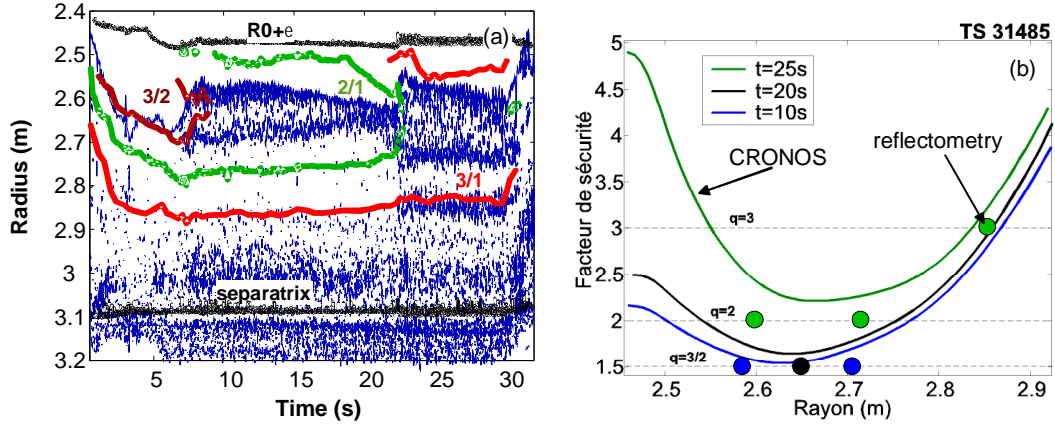 (a)
R0+e
3/2
2/1
3/1
separatrix
2.4
2.5
2.6
2.7
2.8
2.9
3
3.1
3.2
Radius (m)
5
10
15
20
25
30
Time (s)
TS 31485
(b)
t=25s
t=20s
t=10s
reflectometry
CRONOS
q=3
q=2
q=3/2
5
4.5
4
3.5
3
2.5
2
1.5
Facteur de sécurité
2.5
2.6
2.7
2.8
2.9
Rayon (m)